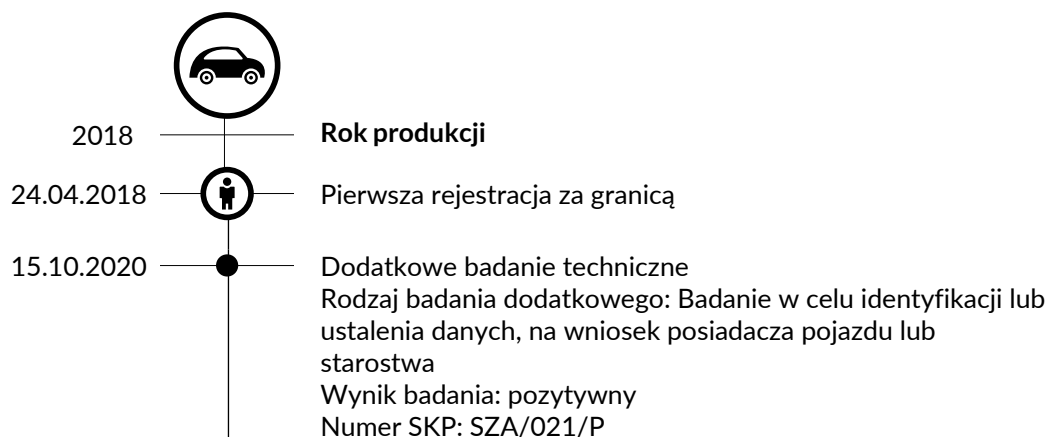 2018 Rok produkcji
24.04.2018 Pierwsza rejestracja za granicą
15.10.2020 Dodatkowe badanie techniczne
Rodzaj badania dodatkowego: Badanie w celu identyfikacji lub
ustalenia danych, na wniosek posiadacza pojazdu lub
starostwa
Wynik badania: pozytywny
Numer SKP: SZA/021/P